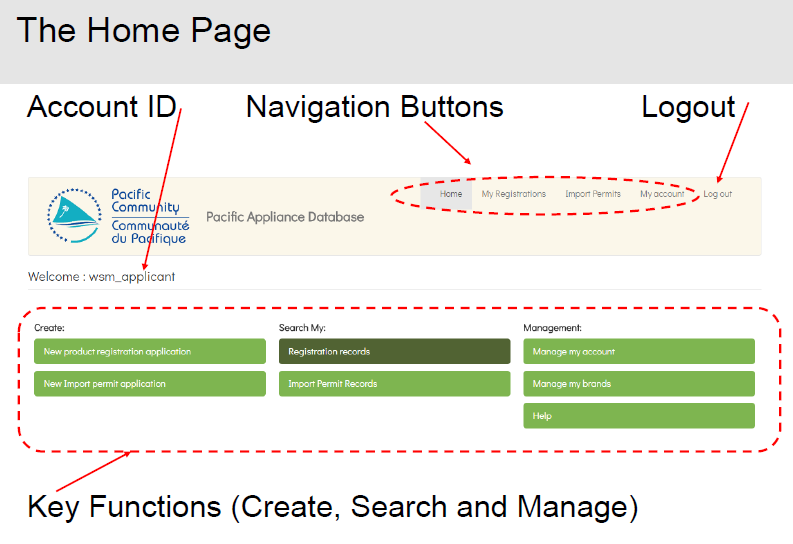 The Home Page
Account ID
Navigation Buttons
Logout
Pacific
Community
Communauté
du Pacifique
Pacific Appliance Database
Home
My Registrations
Import Permits
My account
Log out
Welcome : wsm_applicant
Create:
New product registration application
New Import permit application
Search My:
Registration records
Import Permit Records
Management:
Manage my account
Manage my brands
Help
Key Functions (Create, Search and Manage)